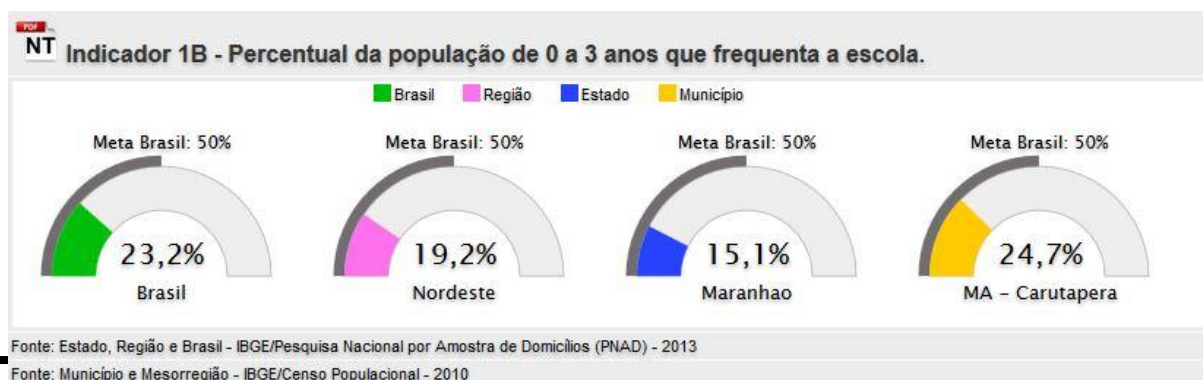 PDF
NT
Indicador 1B - Percentual da população de 0 a 3 anos que frequenta a escola.
Brasil Região Estado Município
Meta Brasil: 50% Meta Brasil: 50% Meta Brasil: 50% Meta Brasil: 50%
23,2% 19,2% 15,1% 24,7%
Brasil Nordeste Maranhao MA - Carutapera
Fonte: Estado, Região e Brasil - IBGE/Pesquisa Nacional por Amostra de Domicílios (PNAD) - 2013
Fonte: Município e Mesorregião - IBGE/Censo Populacional - 2010